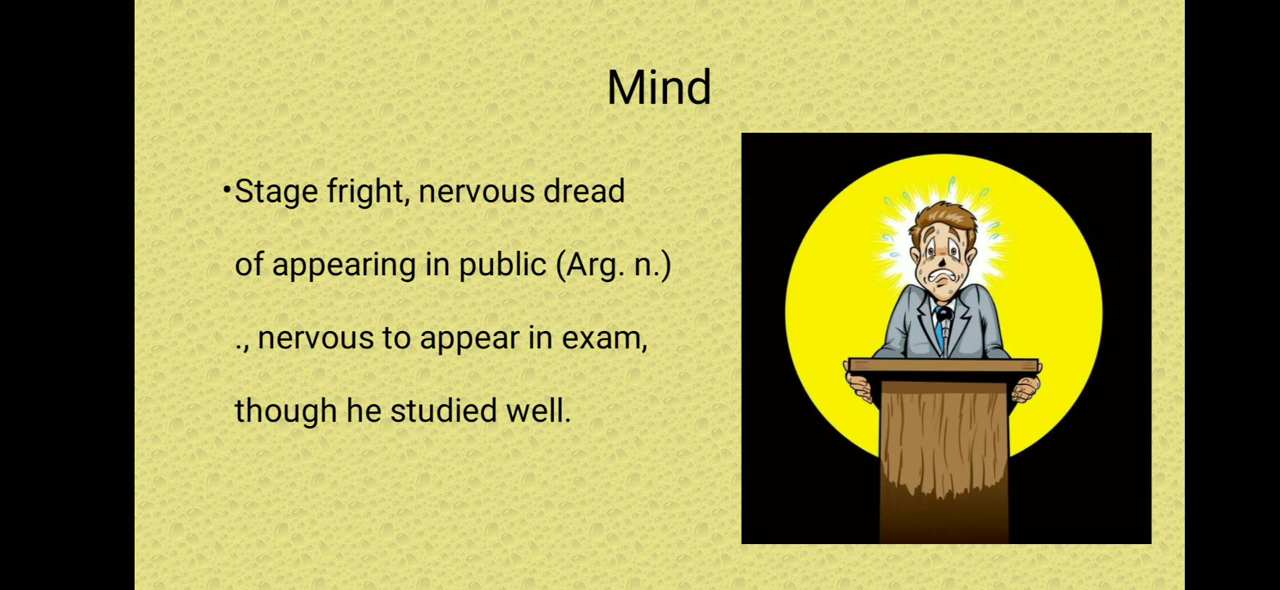 Mind
•Stage fright, nervous dread
of appearing in public (Arg. n.)
., nervous to appear in exam,
though he studied well.